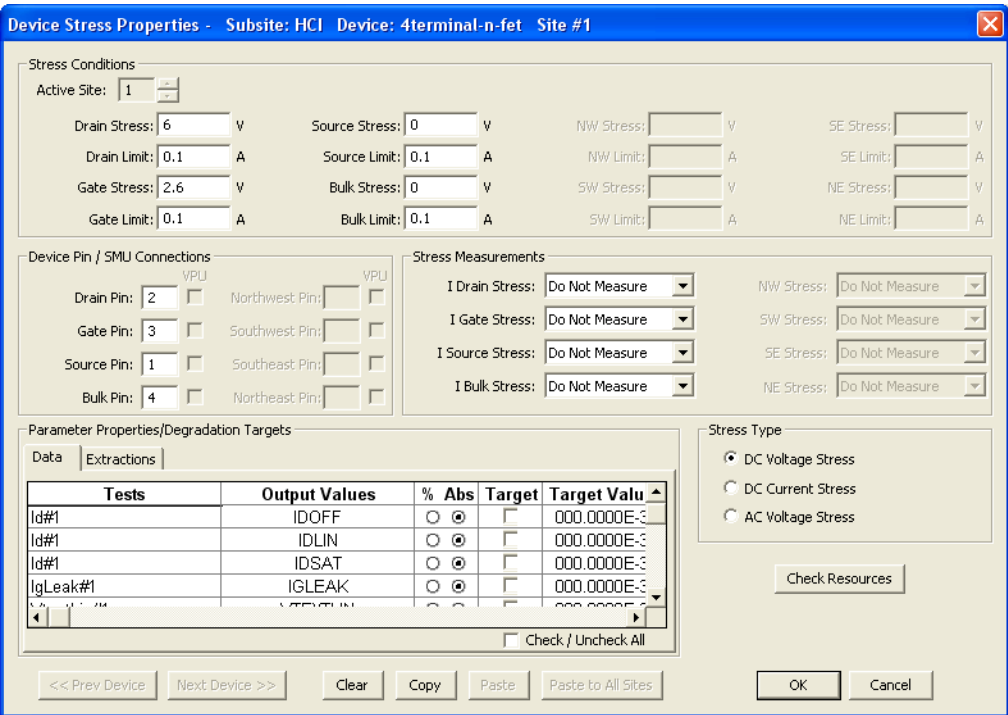 Device Stress Properties - Subsite: HCI Device: 4terminal-n-fet Site #1
Stress Conditions
Active Site: 1
Drain Stress: 6 V Source Stress: 0 V NW Stress: V SE Stress: V
Drain Limit: 0.1 A Source Limit: 0.1 A NW Limit: A SE Limit: A
Gate Stress: 2.6 V Bulk Stress: 0 V SW Stress: V NE Stress: V
Gate Limit: 0.1 A Bulk Limit: 0.1 A SW Limit: A NE Limit: A
Device Pin / SMU Connections
VPU VPU
Drain Pin: 2 Northwest Pin:
Gate Pin: 3 Southwest Pin:
Source Pin: 1 Southeast Pin:
Bulk Pin: 4 Northeast Pin:
Stress Measurements
I Drain Stress: Do Not Measure NW Stress: Do Not Measure
I Gate Stress: Do Not Measure SW Stress: Do Not Measure
I Source Stress: Do Not Measure SE Stress: Do Not Measure
I Bulk Stress: Do Not Measure NE Stress: Do Not Measure
Parameter Properties/Degradation Targets
Data Extractions
Tests Output Values % Abs Target Target Valu
Id#1 IDOFF 000.0000E-3
Id#1 IDLIN 000.0000E-3
Id#1 IDSAT 000.0000E-3
IgLeak#1 IGLEAK 000.0000E-3
Check / Uncheck All
Stress Type
DC Voltage Stress
DC Current Stress
AC Voltage Stress
Check Resources
<< Prev Device Next Device >> Clear Copy Paste Paste to All Sites OK Cancel